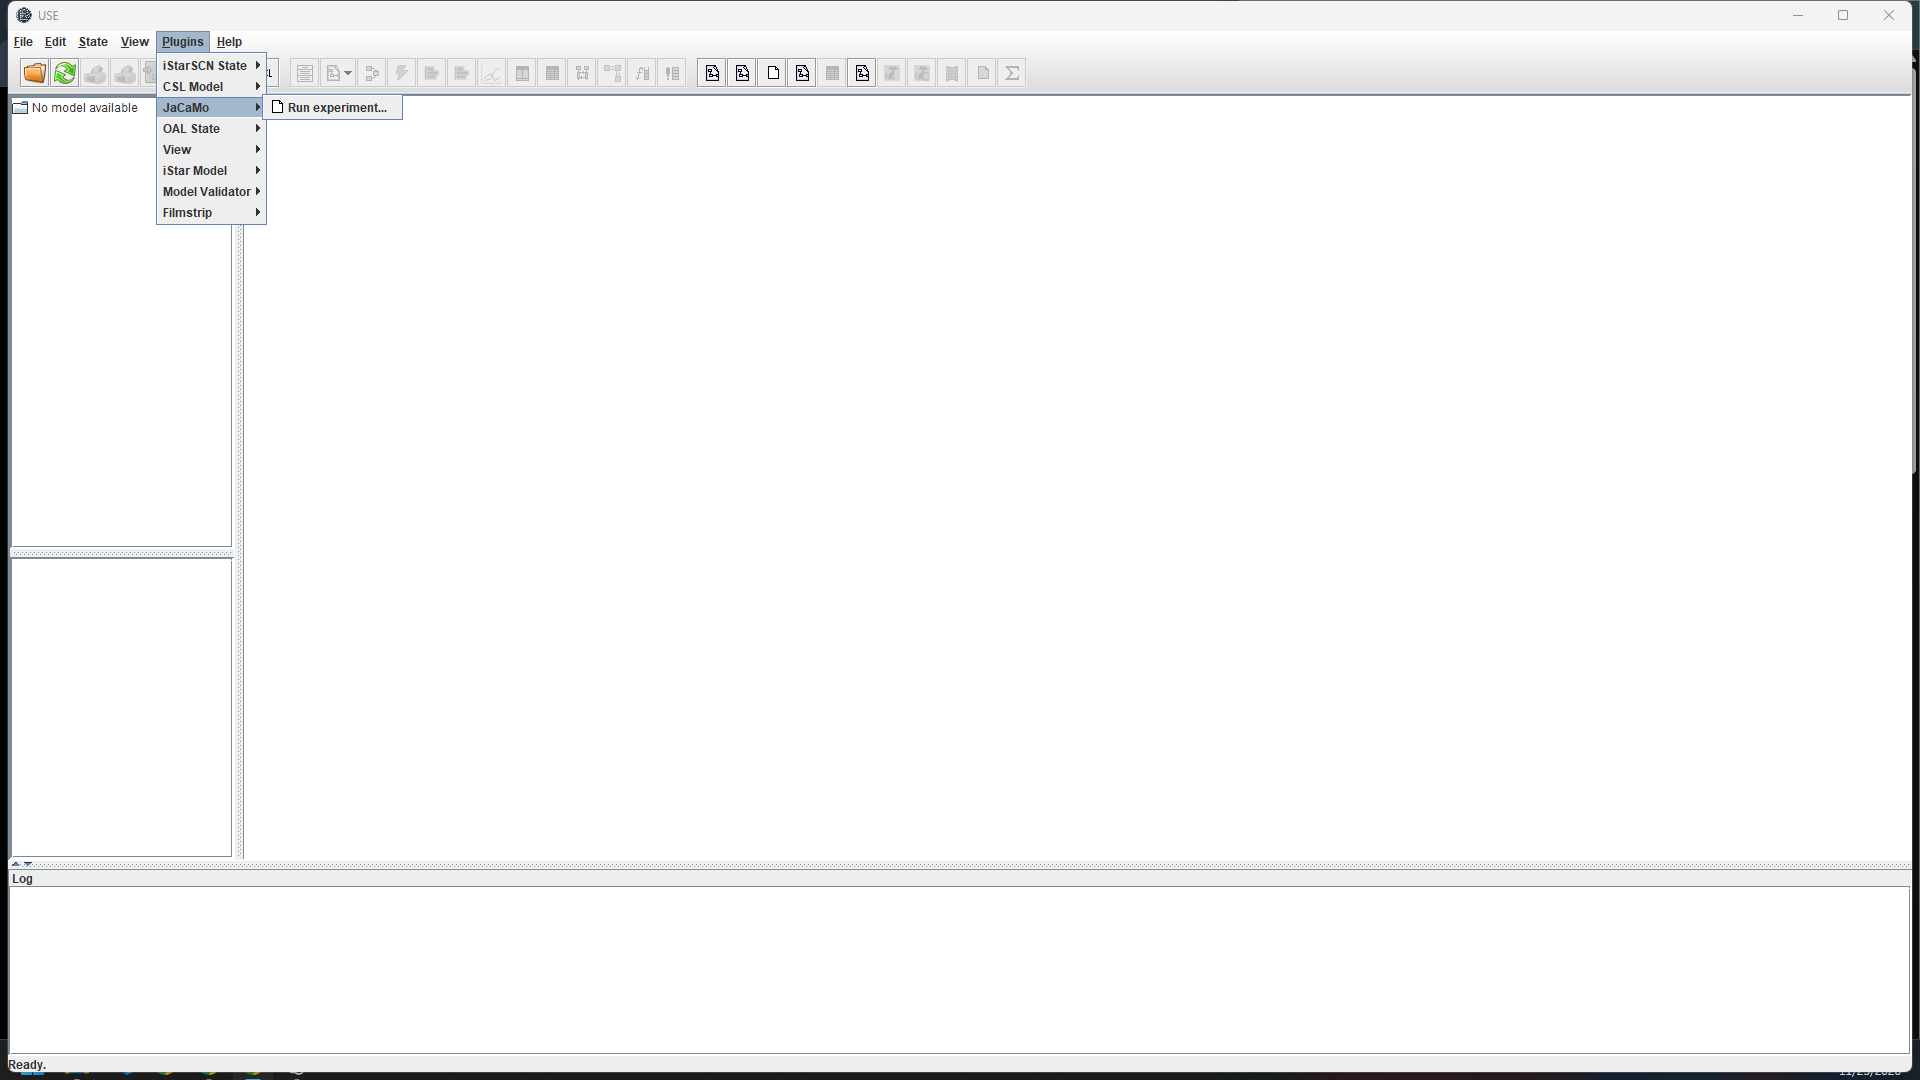 USE
File Edit State View Plugins Help
iStarSCN State
CSL Model
No model available
JaCaMo
Run experiment...
OAL State
View
iStar Model
Model Validator
Filmstrip
Log
Ready.